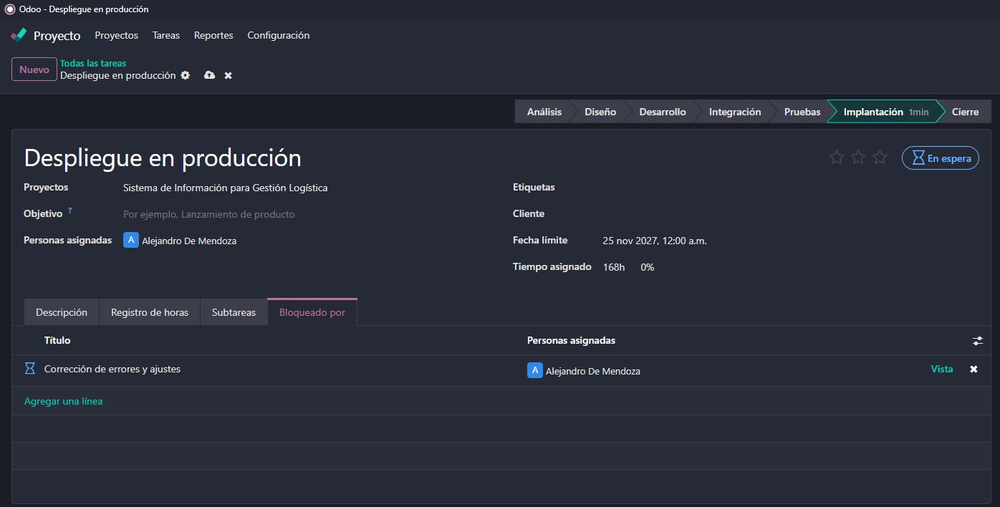 Odoo - Despliegue en producción
Proyecto Proyectos Tareas Reportes Configuración
Nuevo
Todas las tareas
Despliegue en producción
Análisis Diseño Desarrollo Integración Pruebas Implantación 1min Cierre
Despliegue en producción
En espera
Proyectos Sistema de Información para Gestión Logística
Etiquetas
Objetivo ? Por ejemplo, Lanzamiento de producto
Cliente
Personas asignadas A Alejandro De Mendoza
Fecha límite 25 nov 2027, 12:00 a.m.
Tiempo asignado 168h 0%
Descripción Registro de horas Subtareas Bloqueado por
Título Personas asignadas
Corrección de errores y ajustes A Alejandro De Mendoza Vista
Agregar una línea